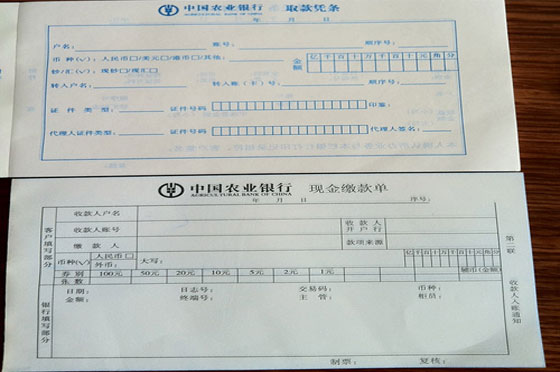 中国农业银行 取款凭条
AGRICULTURAL BANK OF CHINA
年 月 日
户名: 账号: 顺序号:
币种(√):人民币□/美元□/港币□/其他: 金额 亿千百十万千百十元角分
钞/汇(√):现钞□/现汇□
转入户名: 转入账(卡)号: 顺序号:
证件类型: 证件号码 印鉴:
代理人证件类型: 证件号码 代理人签名:
中国农业银行 现金缴款单
AGRICULTURAL BANK OF CHINA
年 月 日 序号:
客户填写部分
收款人户名
收款人账号 收款人开户行
缴款人 款项来源
币种(√) 人民币□ 外币: 大写: 亿千百十万千百十元角分
券别 100元 50元 20元 10元 5元 2元 1元 辅币(金额)
张数
银行填写部分
日期: 日志号: 交易码: 币种:
金额: 终端号: 主管: 柜员:
第二联
收款人入账通知
制票: 复核: